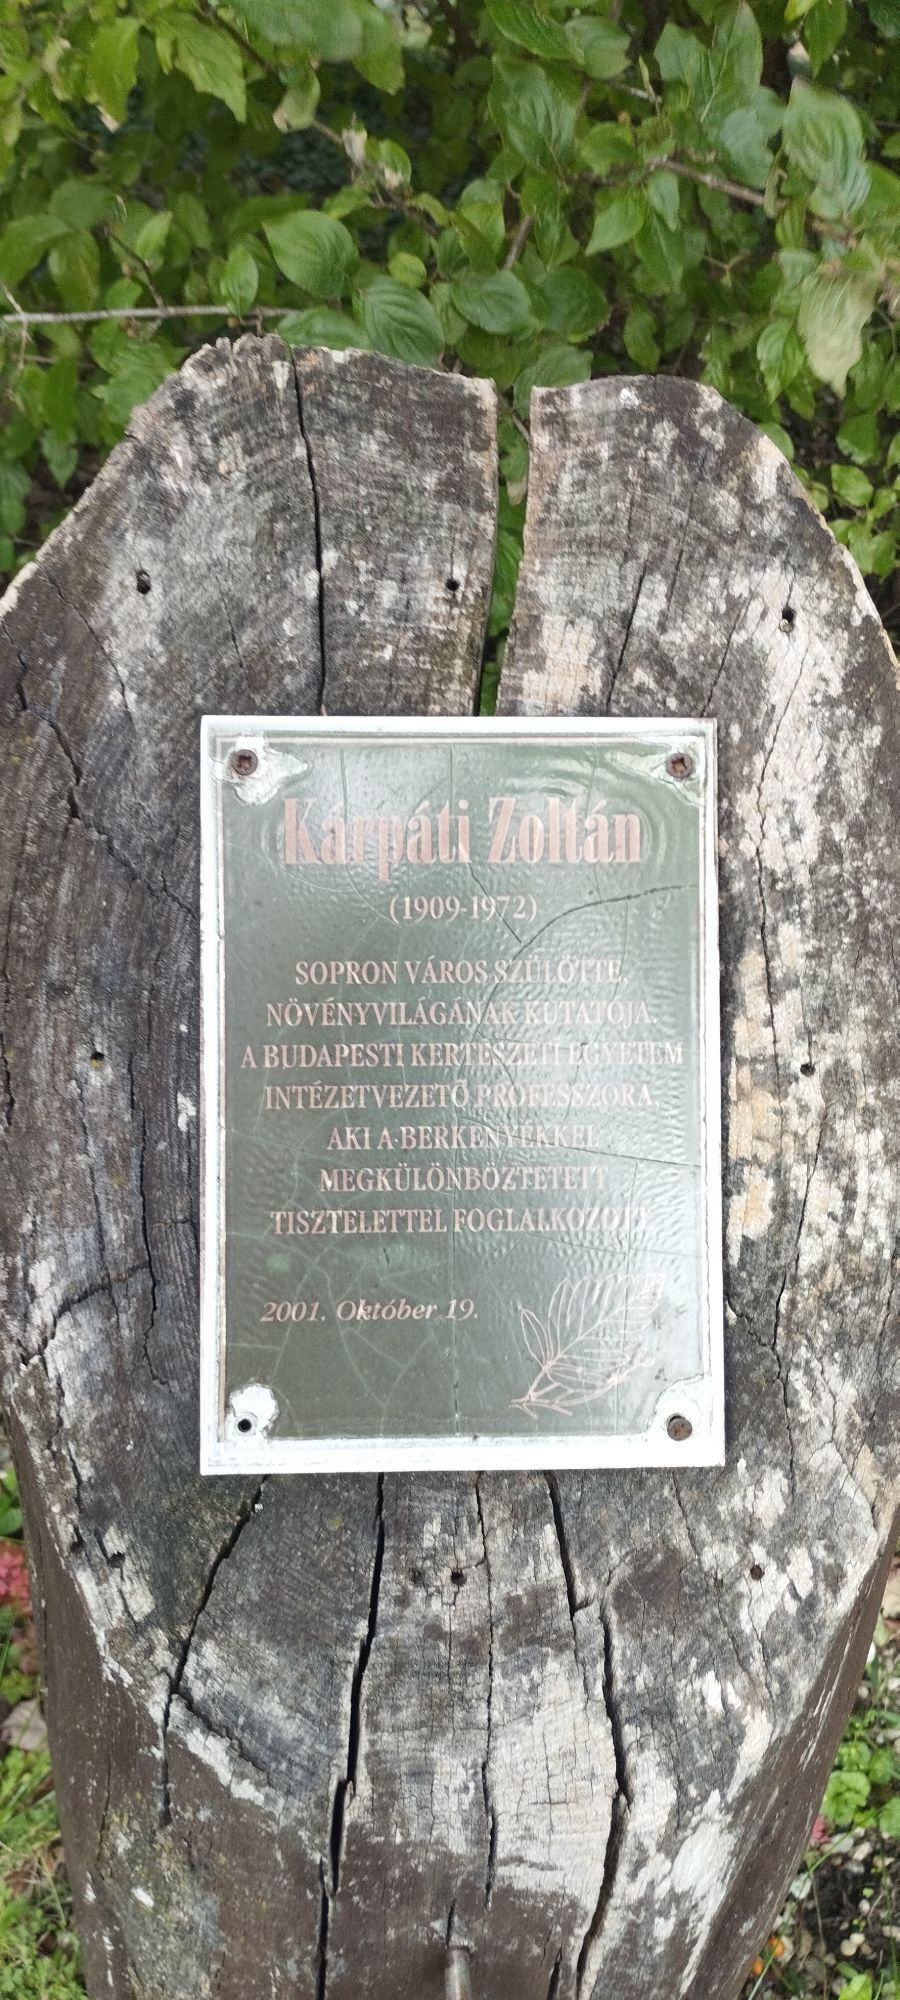 Kárpáti Zoltán
(1909-1972)
SOPRON VÁROS SZÜLÖTTE,
NÖVÉNYVILÁGÁNAK KUTATÓJA.
A BUDAPESTI KERTÉSZETI EGYETEM
INTÉZETVEZETŐ PROFESSZORA,
AKI A BERKENYÉKKEL
MEGKÜLÖNBÖZTETETT
TISZTELETTEL FOGLALKOZOTT
2001. Október 19.